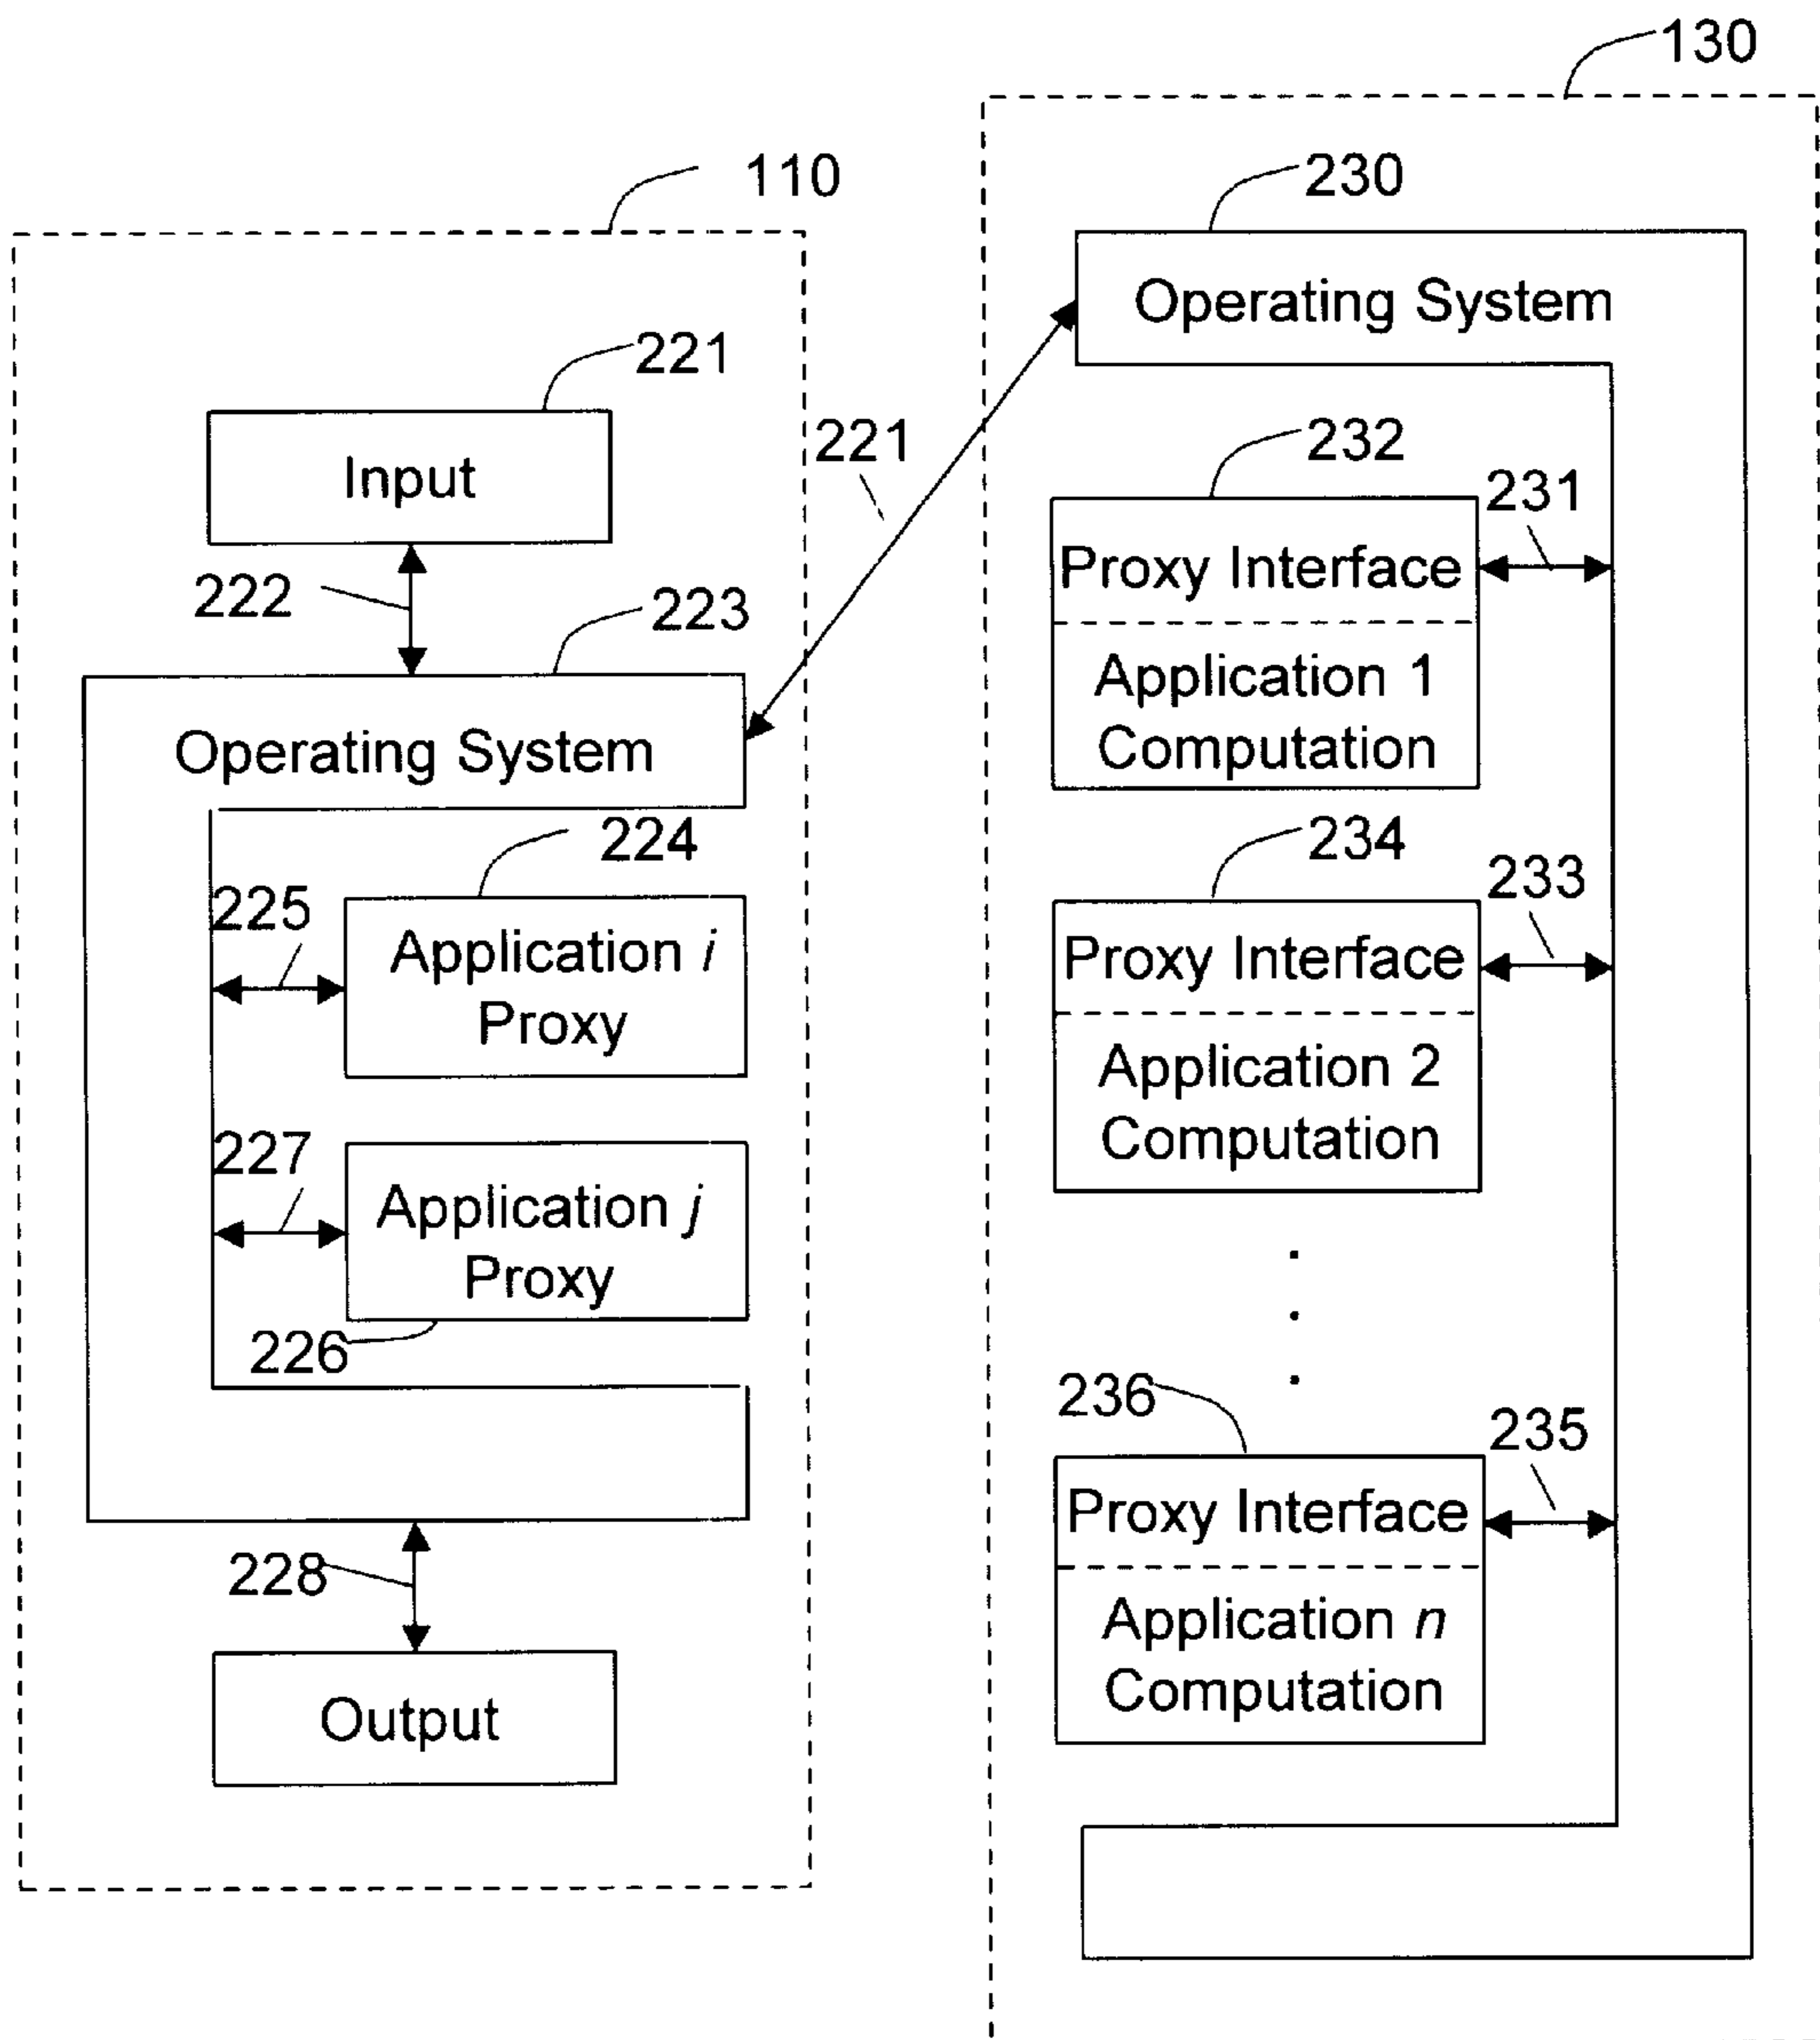 130
110
230
Operating System
221
Input
221
232
231
Proxy Interface
Application 1
Computation
222
223
Operating System
224
225
Application i
Proxy
234
233
Proxy Interface
Application 2
Computation
227
Application j
Proxy
226
236
235
Proxy Interface
Application n
Computation
228
Output